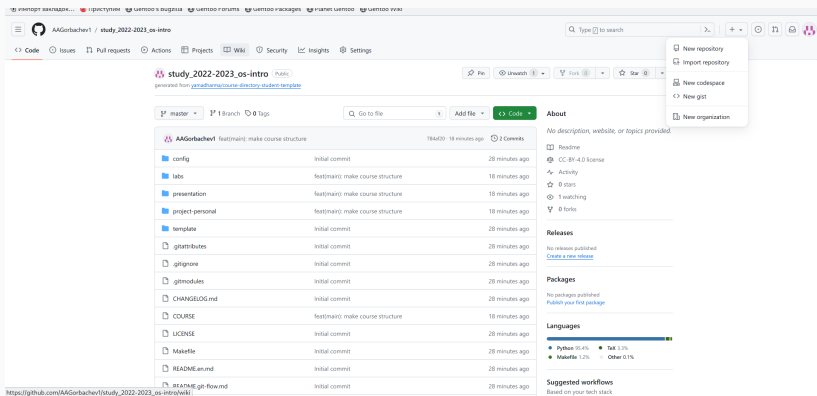 Импорт закладок...
Приступим
Gentoo's Bugzilla
Gentoo Forums
Gentoo Packages
Planet Gentoo
Gentoo Wiki
AAGorbachev1 / study_2022-2023_os-intro
Type / to search
Code
Issues
Pull requests
Actions
Projects
Wiki
Security
Insights
Settings
New repository
Import repository
New codespace
New gist
New organization
study_2022-2023_os-intro Public
generated from yamadharma/course-directory-student-template
Pin
Unwatch 1
Fork 0
Star 0
master
1 Branch
0 Tags
Go to file t
Add file
Code
AAGorbachev1 feat(main): make course structure
784af20 · 18 minutes ago
2 Commits
config Initial commit 28 minutes ago
labs feat(main): make course structure 18 minutes ago
presentation feat(main): make course structure 18 minutes ago
project-personal feat(main): make course structure 18 minutes ago
template Initial commit 28 minutes ago
.gitattributes Initial commit 28 minutes ago
.gitignore Initial commit 28 minutes ago
.gitmodules Initial commit 28 minutes ago
CHANGELOG.md Initial commit 28 minutes ago
COURSE feat(main): make course structure 18 minutes ago
LICENSE Initial commit 28 minutes ago
Makefile Initial commit 28 minutes ago
README.en.md Initial commit 28 minutes ago
README.git-flow.md Initial commit 28 minutes ago
About
No description, website, or topics provided.
Readme
CC-BY-4.0 license
Activity
0 stars
1 watching
0 forks
Releases
No releases published
Create a new release
Packages
No packages published
Publish your first package
Languages
Python 95.4%
TeX 3.3%
Makefile 1.2%
Other 0.1%
Suggested workflows
Based on your tech stack
https://github.com/AAGorbachev1/study_2022-2023_os-intro/wiki